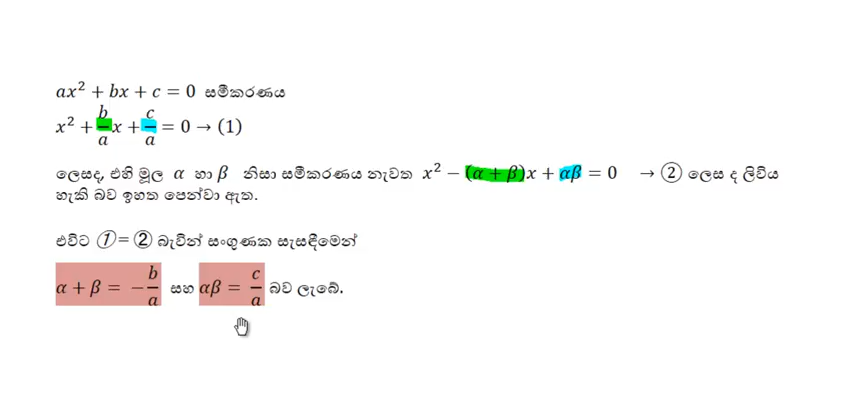 ax² + bx + c = 0 සමීකරණය
x² + b/a x + c/a = 0 → (1)
ලෙසද, එහි මූල α හා β නිසා සමීකරණය නැවත x² − (α + β)x + αβ = 0 → ② ලෙස ද ලිවිය
හැකි බව ඉහත පෙන්වා ඇත.
එවිට ① = ② බැවින් සංගුණක සැසඳීමෙන්
α + β = − b/a සහ αβ = c/a බව ලැබේ.